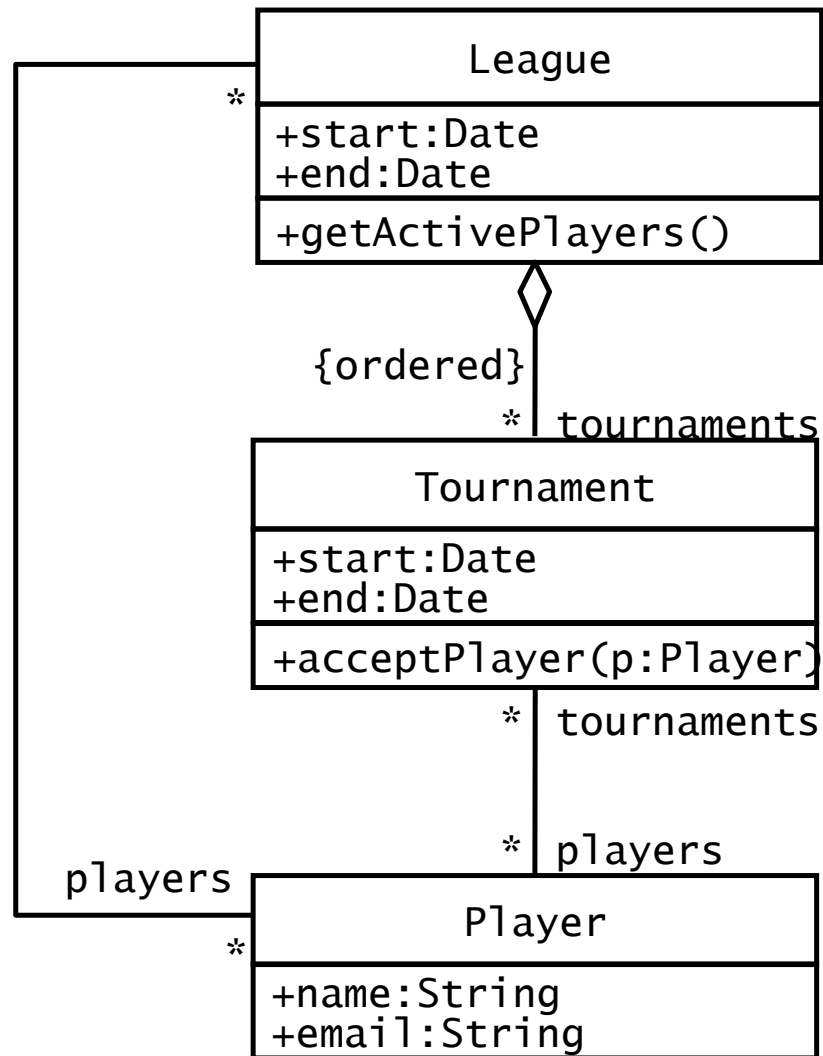 League
*
+start:Date
+end:Date
+getActivePlayers()
{ordered}
* tournaments
Tournament
+start:Date
+end:Date
+acceptPlayer(p:Player)
* tournaments
* players
players
Player
*
+name:String
+email:String